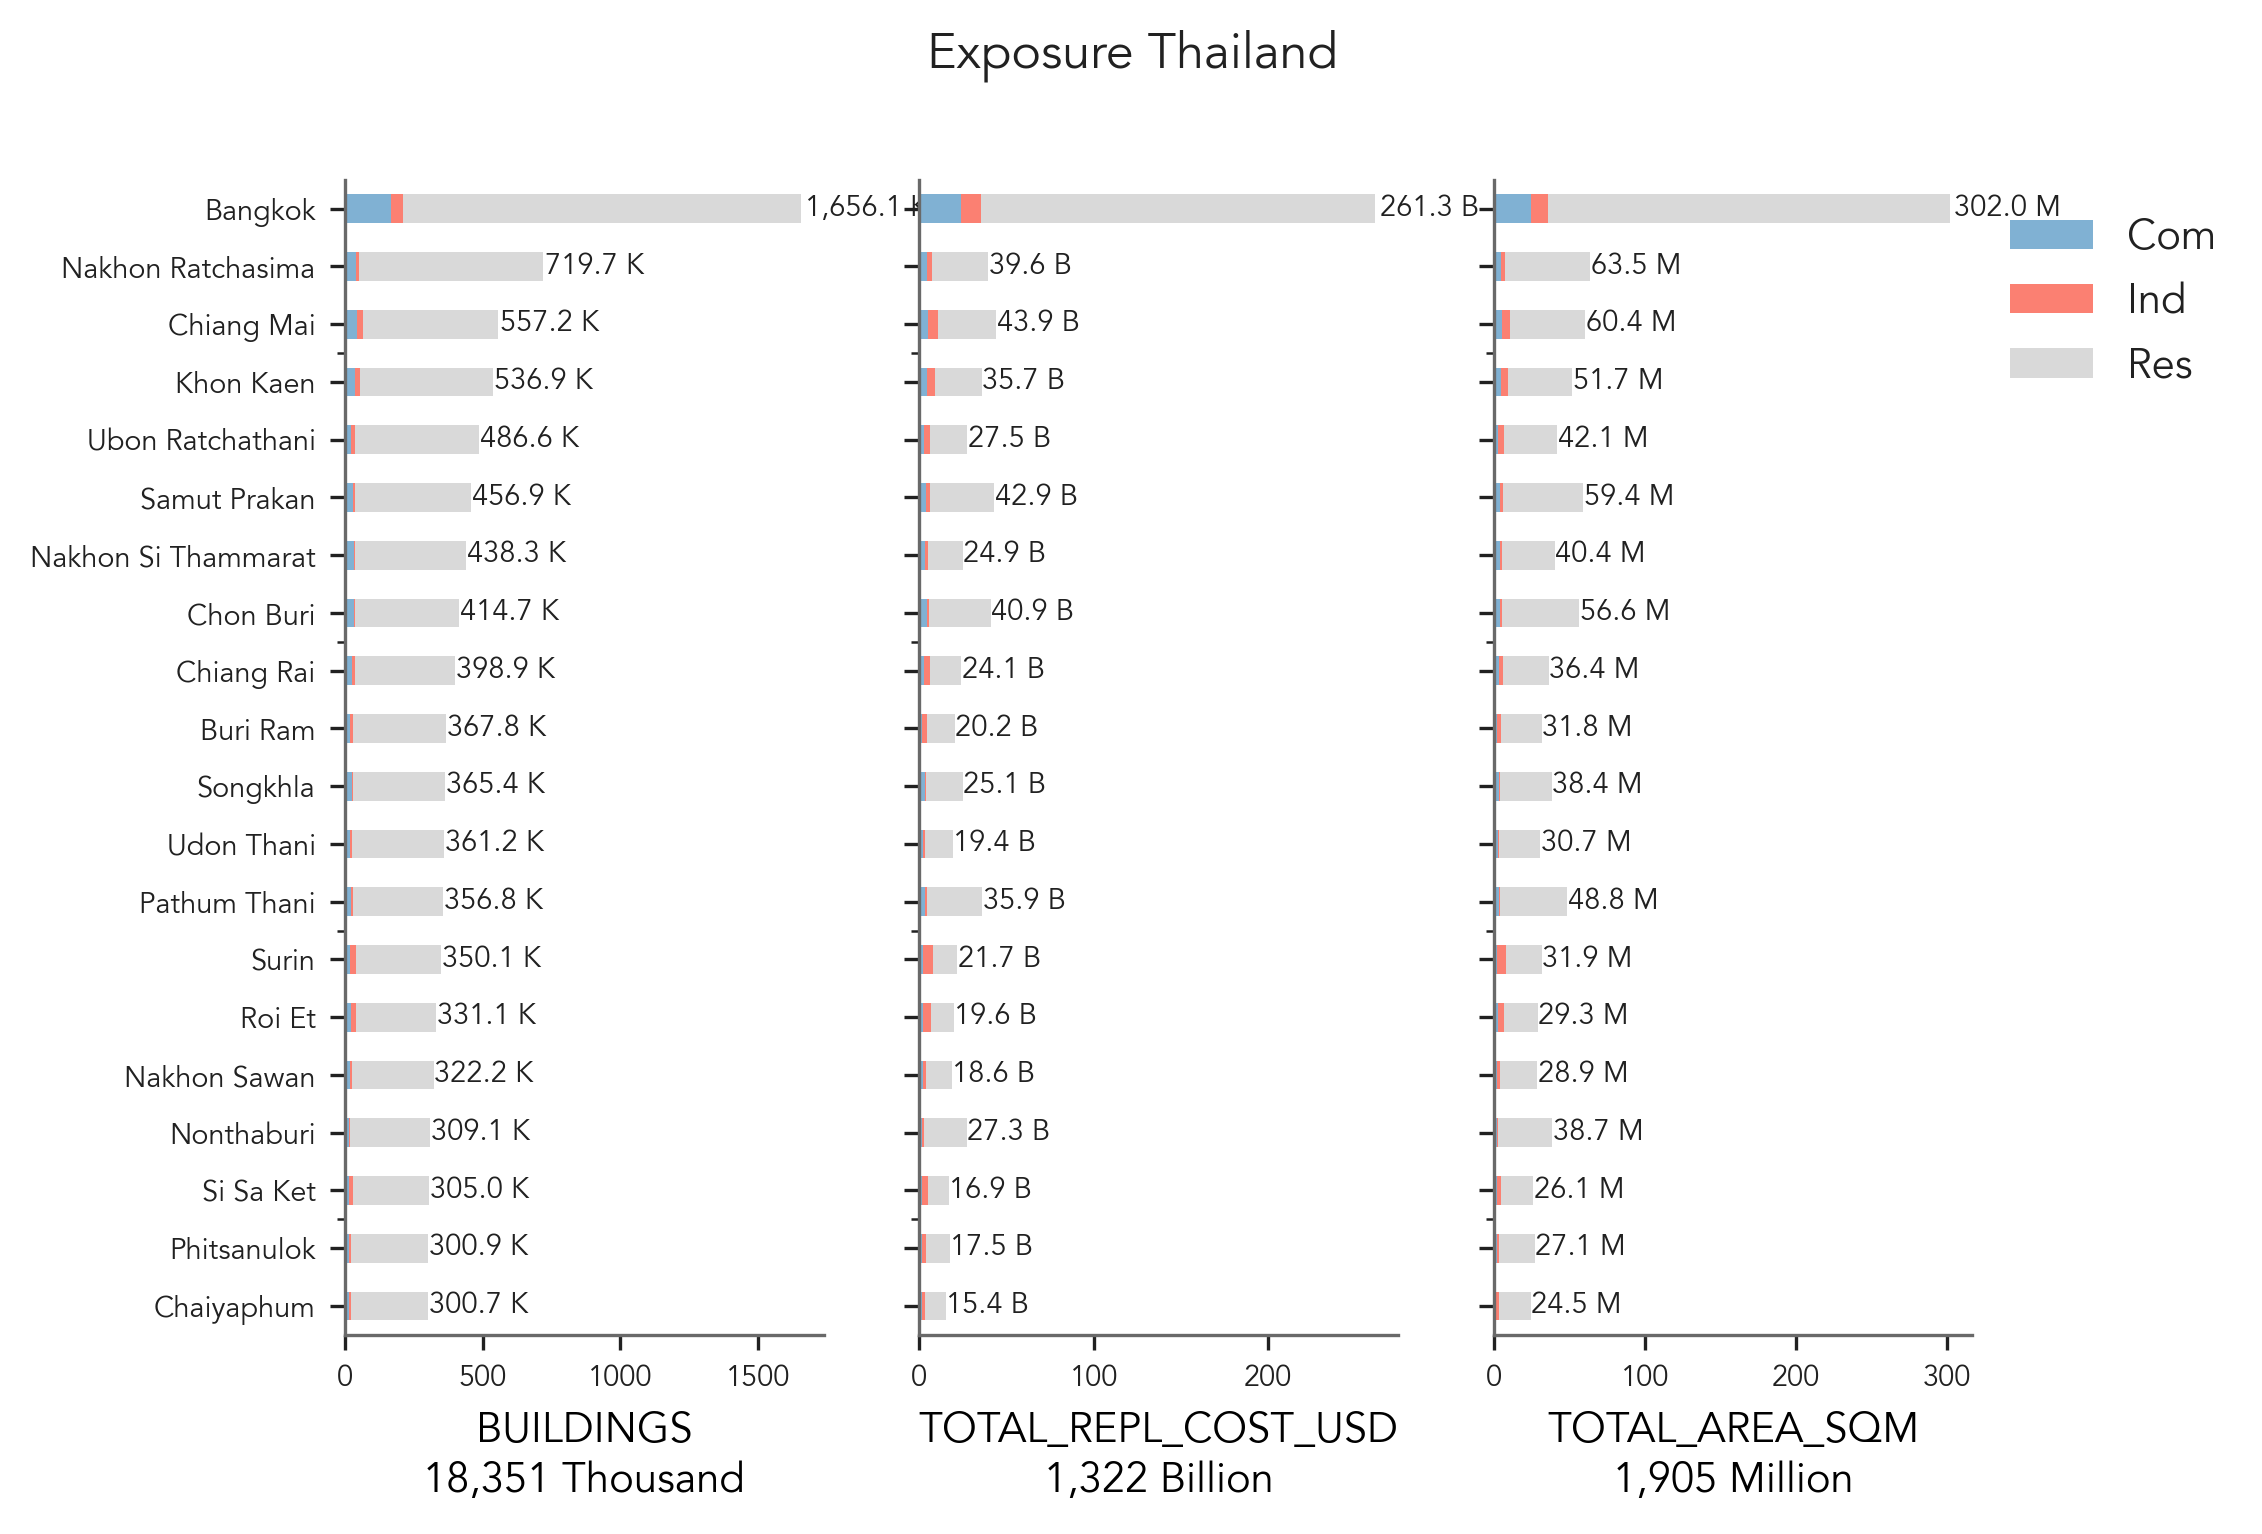 Exposure Thailand
Bangkok 1,656.1 K 261.3 B 302.0 M
Com
Nakhon Ratchasima 719.7 K 39.6 B 63.5 M
Ind
Chiang Mai 557.2 K 43.9 B 60.4 M
Res
Khon Kaen 536.9 K 35.7 B 51.7 M
Ubon Ratchathani 486.6 K 27.5 B 42.1 M
Samut Prakan 456.9 K 42.9 B 59.4 M
Nakhon Si Thammarat 438.3 K 24.9 B 40.4 M
Chon Buri 414.7 K 40.9 B 56.6 M
Chiang Rai 398.9 K 24.1 B 36.4 M
Buri Ram 367.8 K 20.2 B 31.8 M
Songkhla 365.4 K 25.1 B 38.4 M
Udon Thani 361.2 K 19.4 B 30.7 M
Pathum Thani 356.8 K 35.9 B 48.8 M
Surin 350.1 K 21.7 B 31.9 M
Roi Et 331.1 K 19.6 B 29.3 M
Nakhon Sawan 322.2 K 18.6 B 28.9 M
Nonthaburi 309.1 K 27.3 B 38.7 M
Si Sa Ket 305.0 K 16.9 B 26.1 M
Phitsanulok 300.9 K 17.5 B 27.1 M
Chaiyaphum 300.7 K 15.4 B 24.5 M
0 500 1000 1500 0 100 200 0 100 200 300
BUILDINGS TOTAL_REPL_COST_USD TOTAL_AREA_SQM
18,351 Thousand 1,322 Billion 1,905 Million